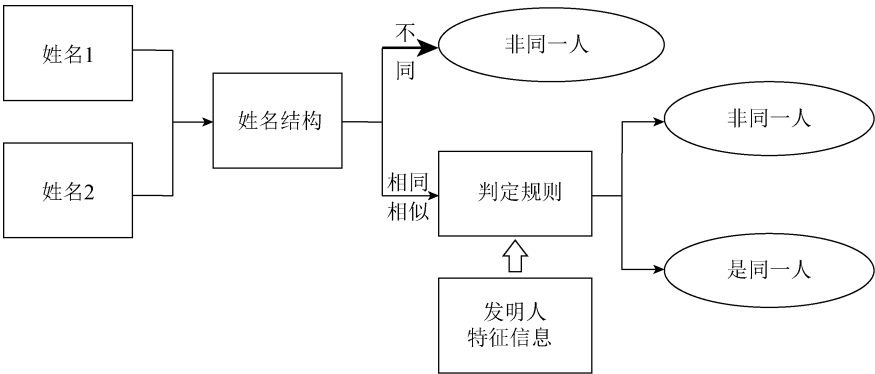 姓名1
姓名2
姓名结构
不
同
非同一人
相同
相似
判定规则
发明人
特征信息
非同一人
是同一人